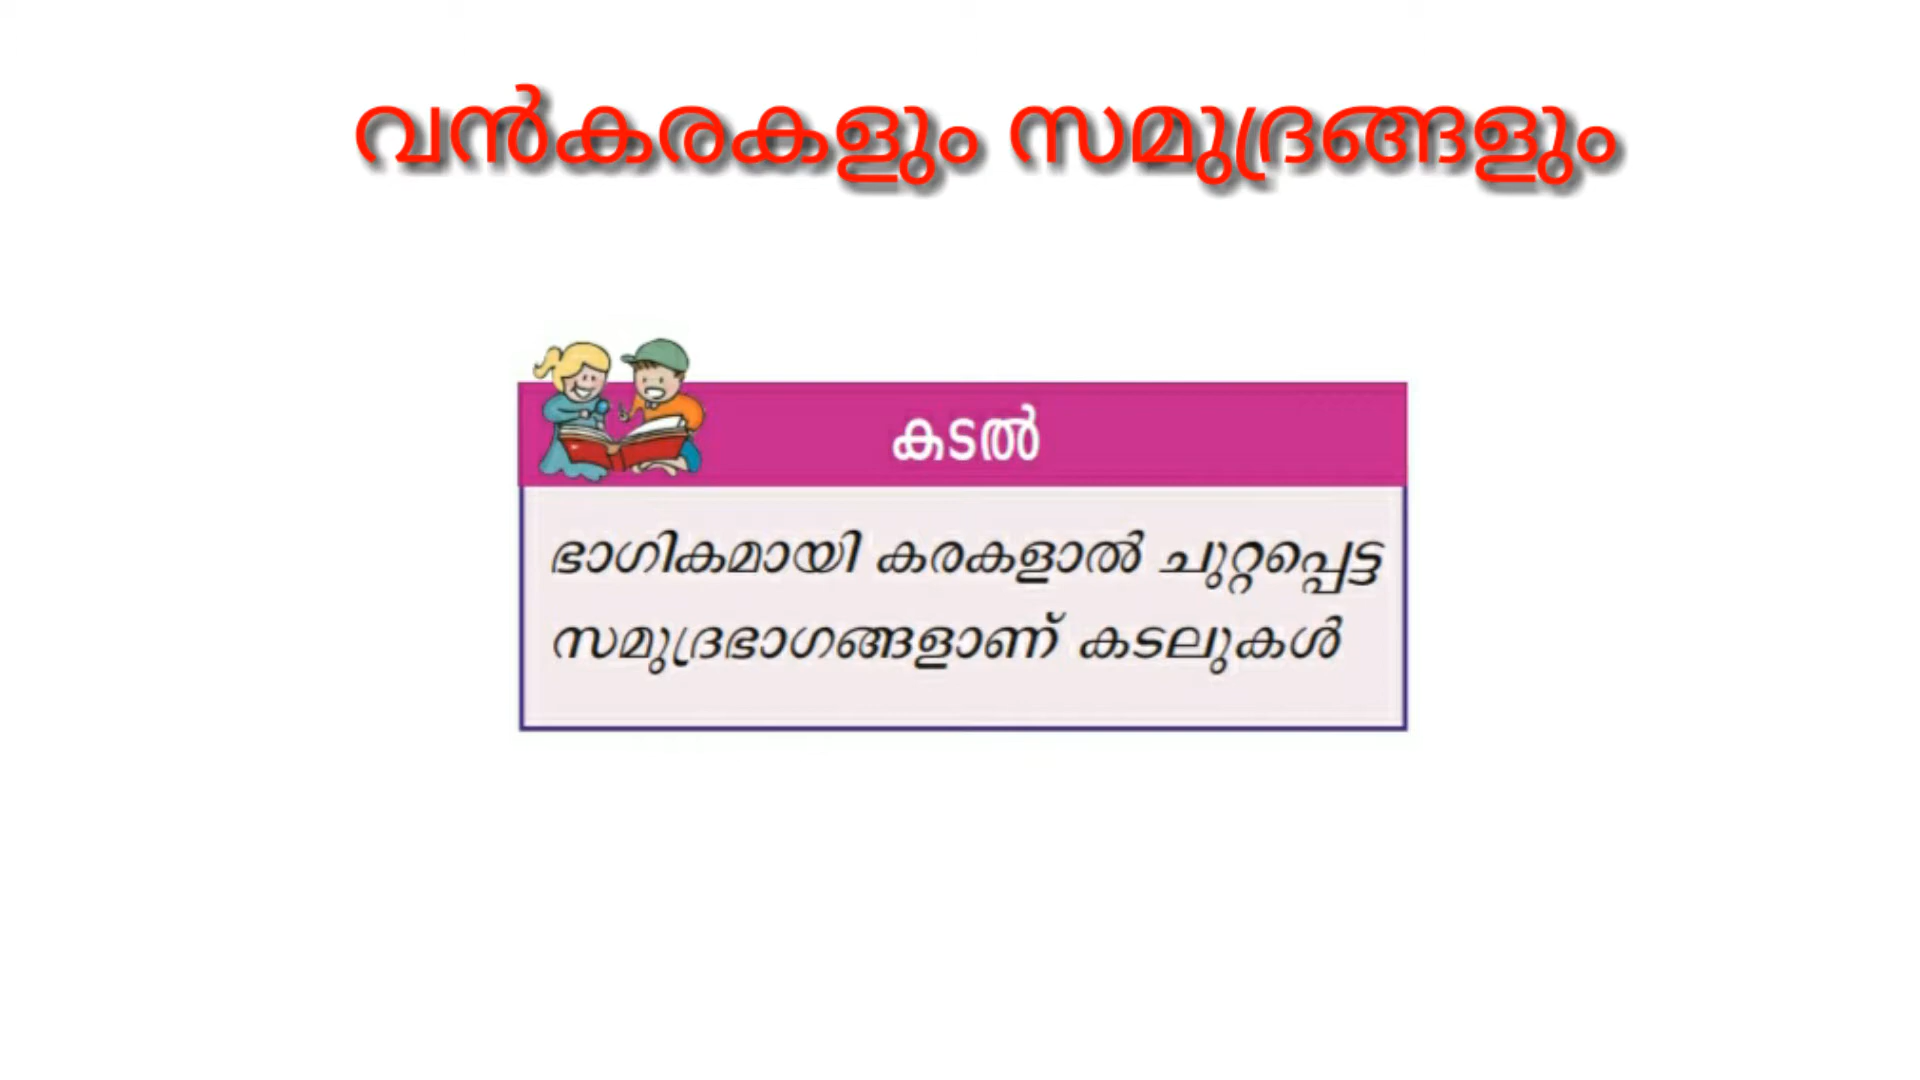 വൻകരകളും സമുദ്രങ്ങളും
കടൽ
ഭാഗികമായി കരകളാൽ ചുറ്റപ്പെട്ട
സമുദ്രഭാഗങ്ങളാണ് കടലുകൾ